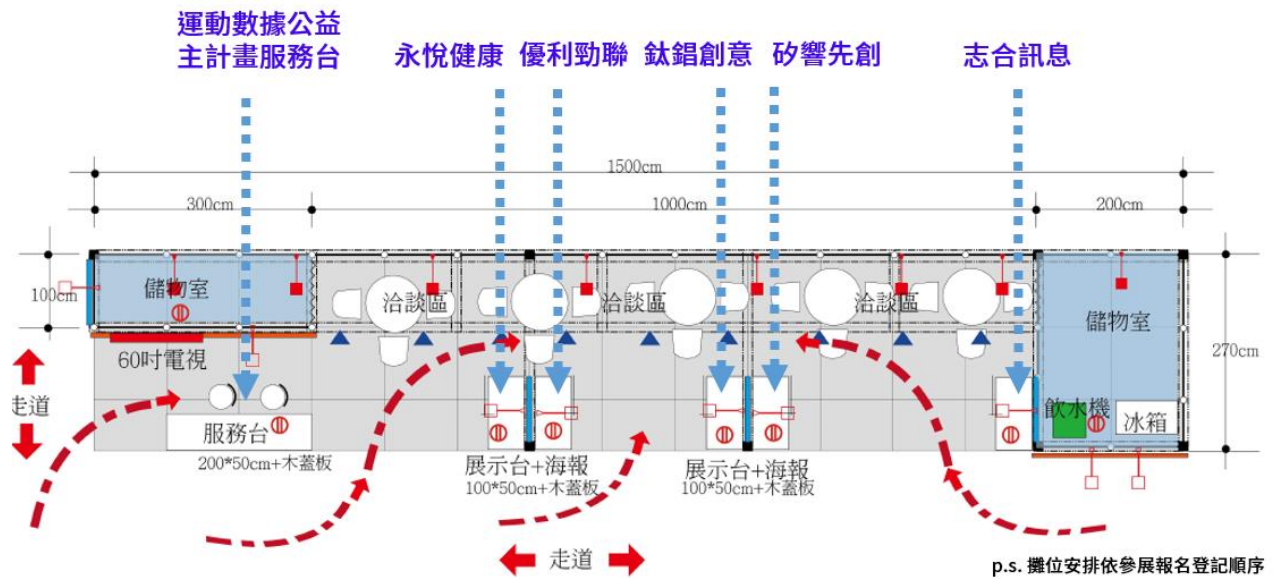 運動數據公益
主計畫服務台
永悅健康
優利勁聯
鈦錩創意
矽響先創
志合訊息
1500cm
300cm
1000cm
200cm
100cm
儲物室
洽談區
洽談區
洽談區
儲物室
270cm
60吋電視
走道
服務台
200*50cm+木蓋板
飲水機
冰箱
展示台+海報
100*50cm+木蓋板
展示台+海報
100*50cm+木蓋板
走道
p.s. 攤位安排依參展報名登記順序